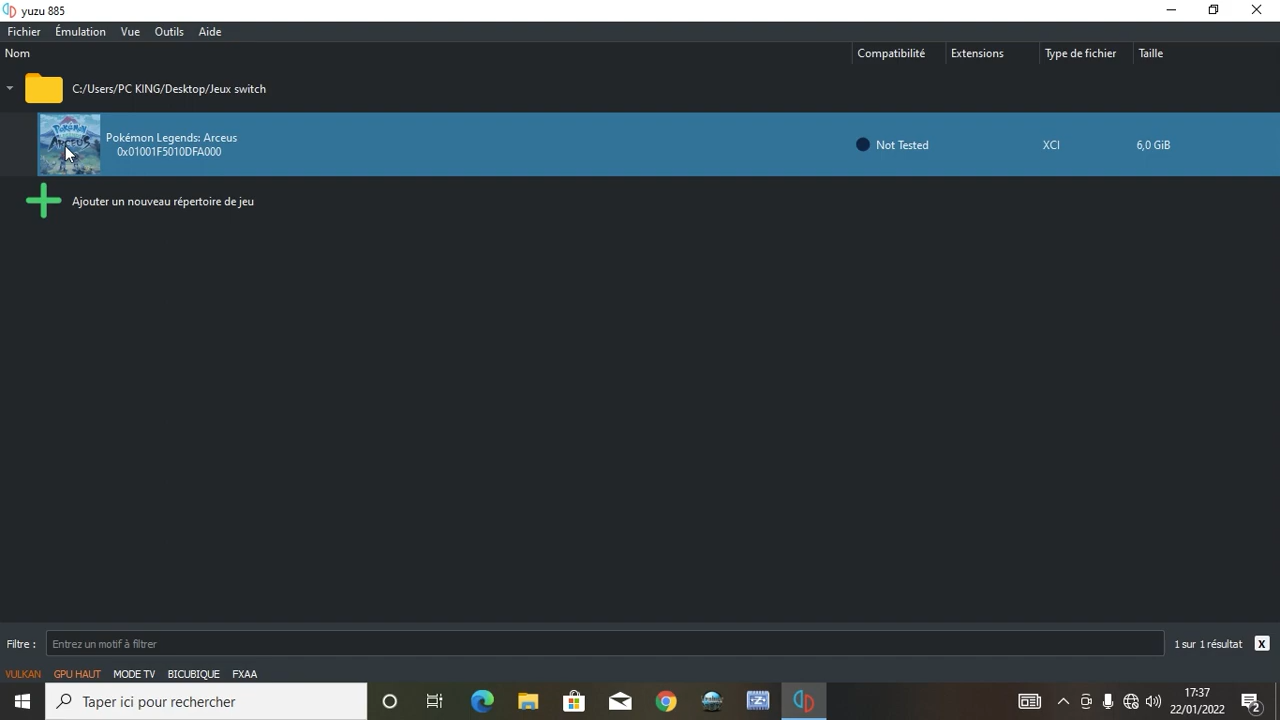 yuzu 885
Fichier Émulation Vue Outils Aide
Nom Compatibilité Extensions Type de fichier Taille
C:/Users/PC KING/Desktop/Jeux switch
POKÉMON
ARCEUS
Pokémon Legends: Arceus
0x01001F5010DFA000
Not Tested XCI 6,0 GiB
Ajouter un nouveau répertoire de jeu
Filtre : Entrez un motif à filtrer 1 sur 1 résultat X
VULKAN GPU HAUT MODE TV BICUBIQUE FXAA
Taper ici pour rechercher
17:37
22/01/2022
2